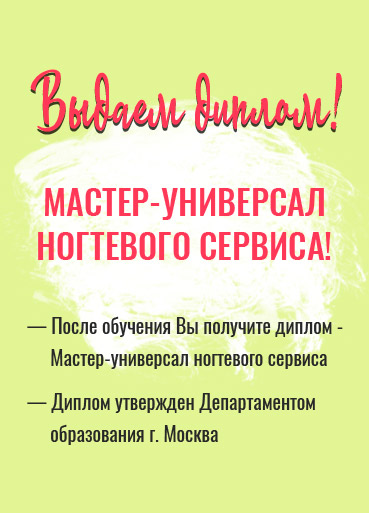 Выдаем диплом!
МАСТЕР-УНИВЕРСАЛ
НОГТЕВОГО СЕРВИСА!
— После обучения Вы получите диплом -
Мастер-универсал ногтевого сервиса
— Диплом утвержден Департаментом
образования г. Москва